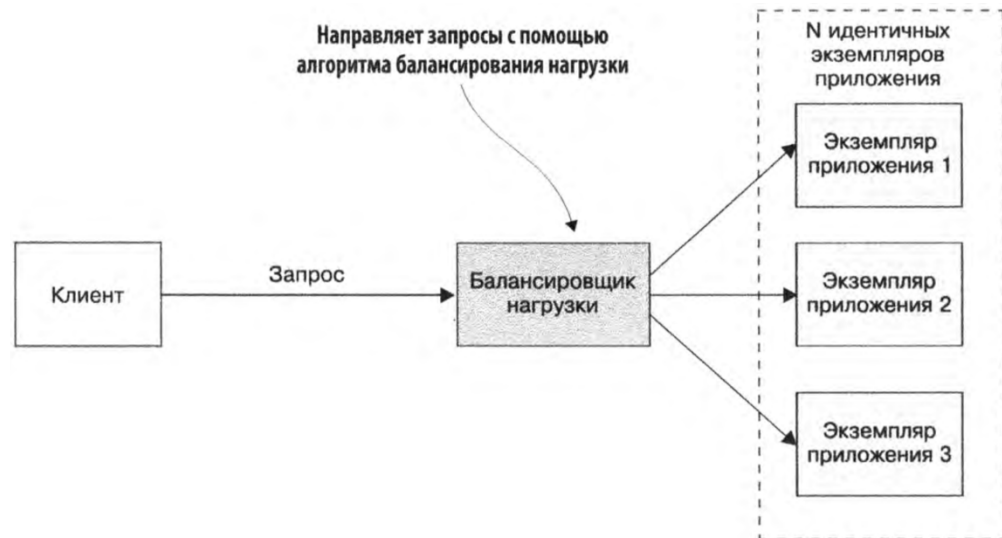 Направляет запросы с помощью
алгоритма балансирования нагрузки
N идентичных
экземпляров
приложения
Экземпляр
приложения 1
Клиент
Запрос
Балансировщик
нагрузки
Экземпляр
приложения 2
Экземпляр
приложения 3